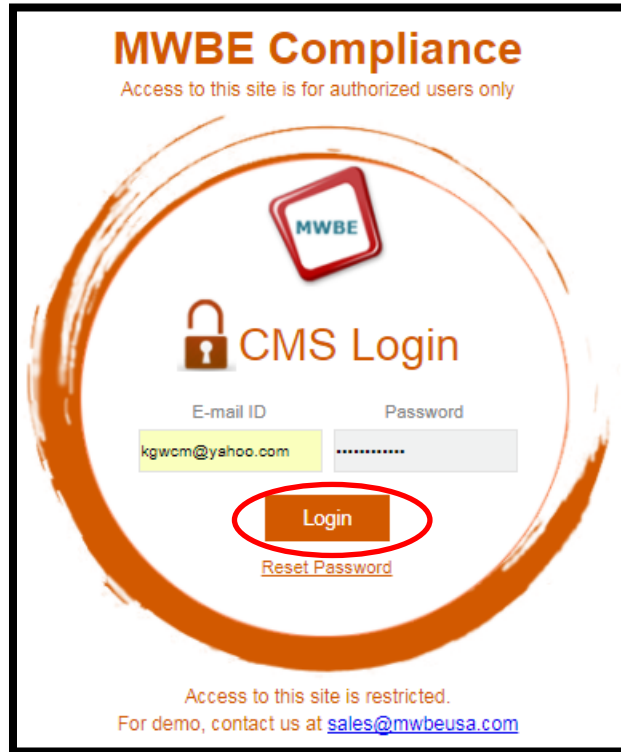 MWBE Compliance
Access to this site is for authorized users only
MWBE
CMS Login
E-mail ID Password
kgwcm@yahoo.com ············
Login
Reset Password
Access to this site is restricted.
For demo, contact us at sales@mwbeusa.com